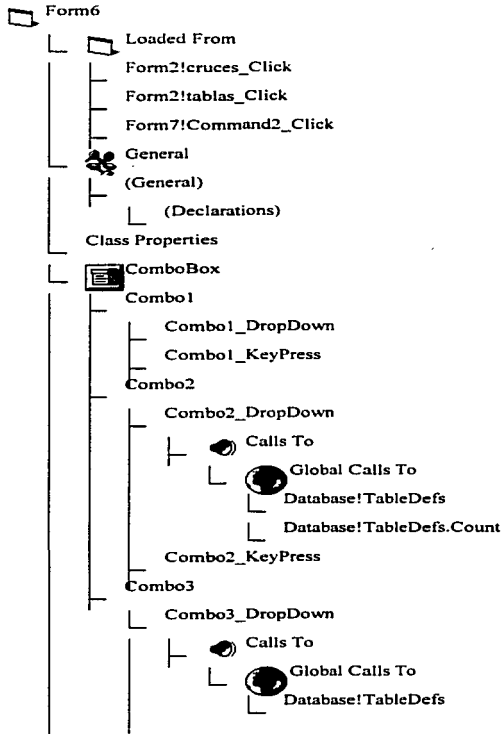 Form6
Loaded From
Form2!cruces_Click
Form2!tablas_Click
Form7!Command2_Click
General
(General)
(Declarations)
Class Properties
ComboBox
Combo1
Combo1_DropDown
Combo1_KeyPress
Combo2
Combo2_DropDown
Calls To
Global Calls To
Database!TableDefs
Database!TableDefs.Count
Combo2_KeyPress
Combo3
Combo3_DropDown
Calls To
Global Calls To
Database!TableDefs